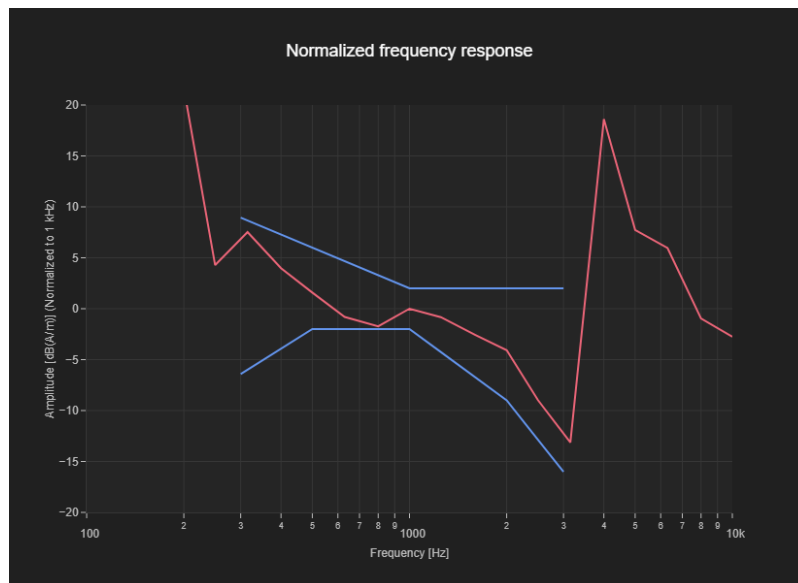 Normalized frequency response
Amplitude [dB(A/m)] (Normalized to 1 kHz)
20
15
10
5
0
−5
−10
−15
−20
100 2 3 4 5 6 7 8 9 1000 2 3 4 5 6 7 8 9 10k
Frequency [Hz]